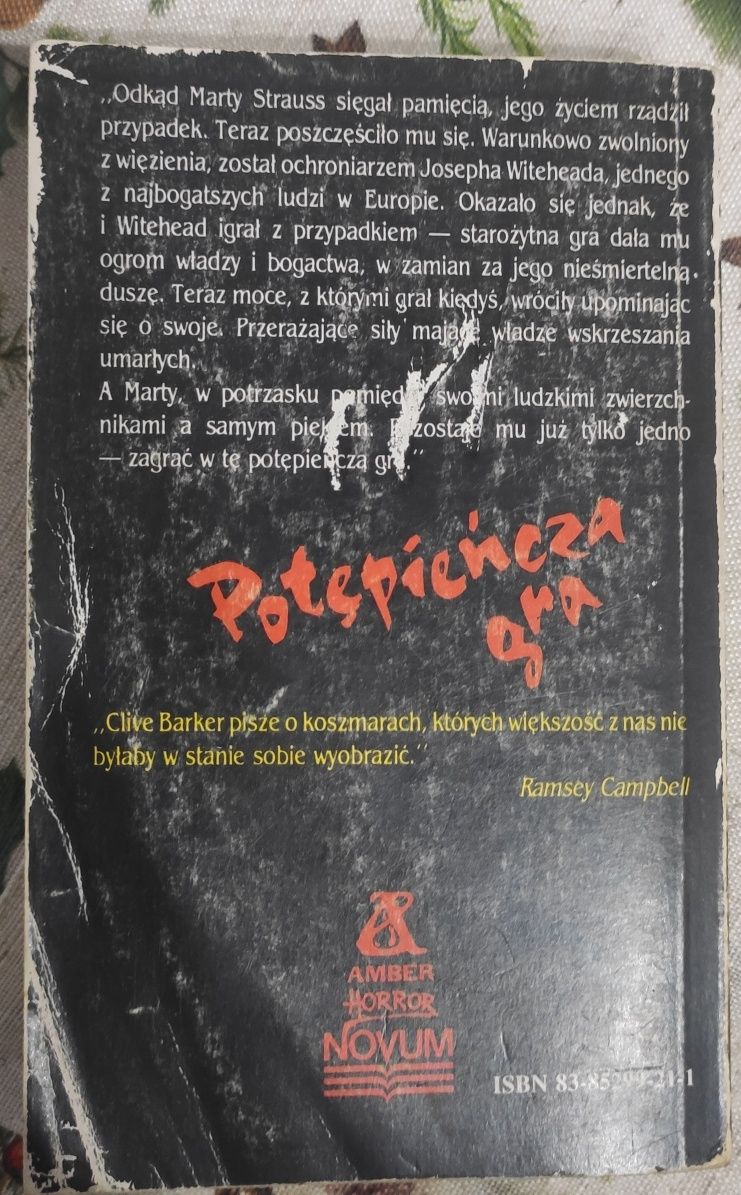 „Odkąd Marty Strauss sięgał pamięcią, jego życiem rządził
przypadek. Teraz poszczęściło mu się. Warunkowo zwolniony
z więzienia, został ochroniarzem Josepha Witeheada, jednego
z najbogatszych ludzi w Europie. Okazało się jednak, że
i Witehead igrał z przypadkiem — starożytna gra dała mu
ogrom władzy i bogactwa, w zamian za jego nieśmiertelną
duszę. Teraz moce, z którymi grał kiedyś, wróciły upominając
się o swoje. Przerażające siły mające władze wskrzeszania
umarłych.
A Marty, w potrzasku pomiędzy swoimi ludzkimi zwierzch-
nikami a samym piekłem. Pozostaje mu już tylko jedno
— zagrać w tę potępieńczą grę."
Potępieńcza
gra
„Clive Barker pisze o koszmarach, których większość z nas nie
byłaby w stanie sobie wyobrazić."
Ramsey Campbell
AMBER
HORROR
NOVUM
ISBN